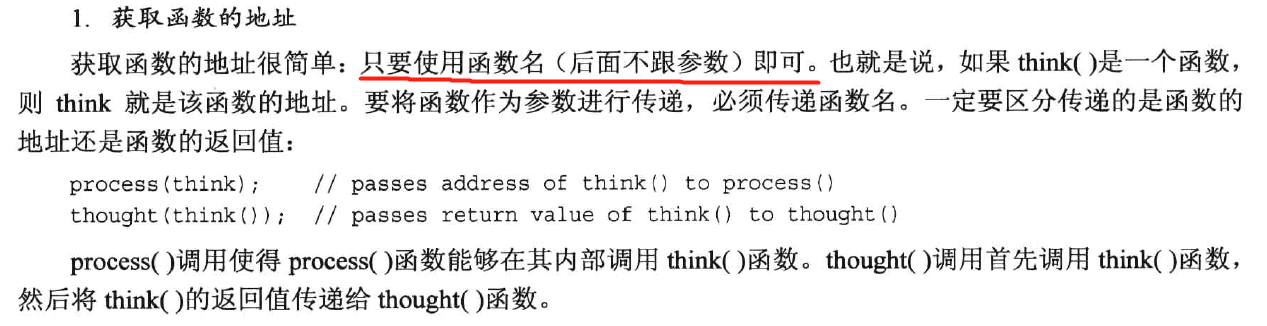 1. 获取函数的地址
获取函数的地址很简单：只要使用函数名（后面不跟参数）即可。也就是说，如果 think( )是一个函数，
则 think 就是该函数的地址。要将函数作为参数进行传递，必须传递函数名。一定要区分传递的是函数的
地址还是函数的返回值：
process(think);    // passes address of think() to process()
thought(think());  // passes return value of think() to thought()
process( )调用使得 process( )函数能够在其内部调用 think( )函数。thought( )调用首先调用 think( )函数，
然后将 think( )的返回值传递给 thought( )函数。